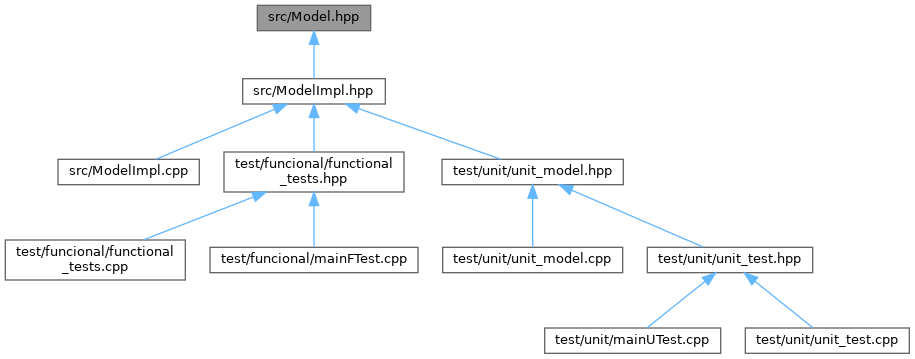 src/Model.hpp
src/ModelImpl.hpp
src/ModelImpl.cpp
test/funcional/functional
_tests.hpp
test/unit/unit_model.hpp
test/funcional/functional
_tests.cpp
test/funcional/mainFTest.cpp
test/unit/unit_model.cpp
test/unit/unit_test.hpp
test/unit/mainUTest.cpp
test/unit/unit_test.cpp